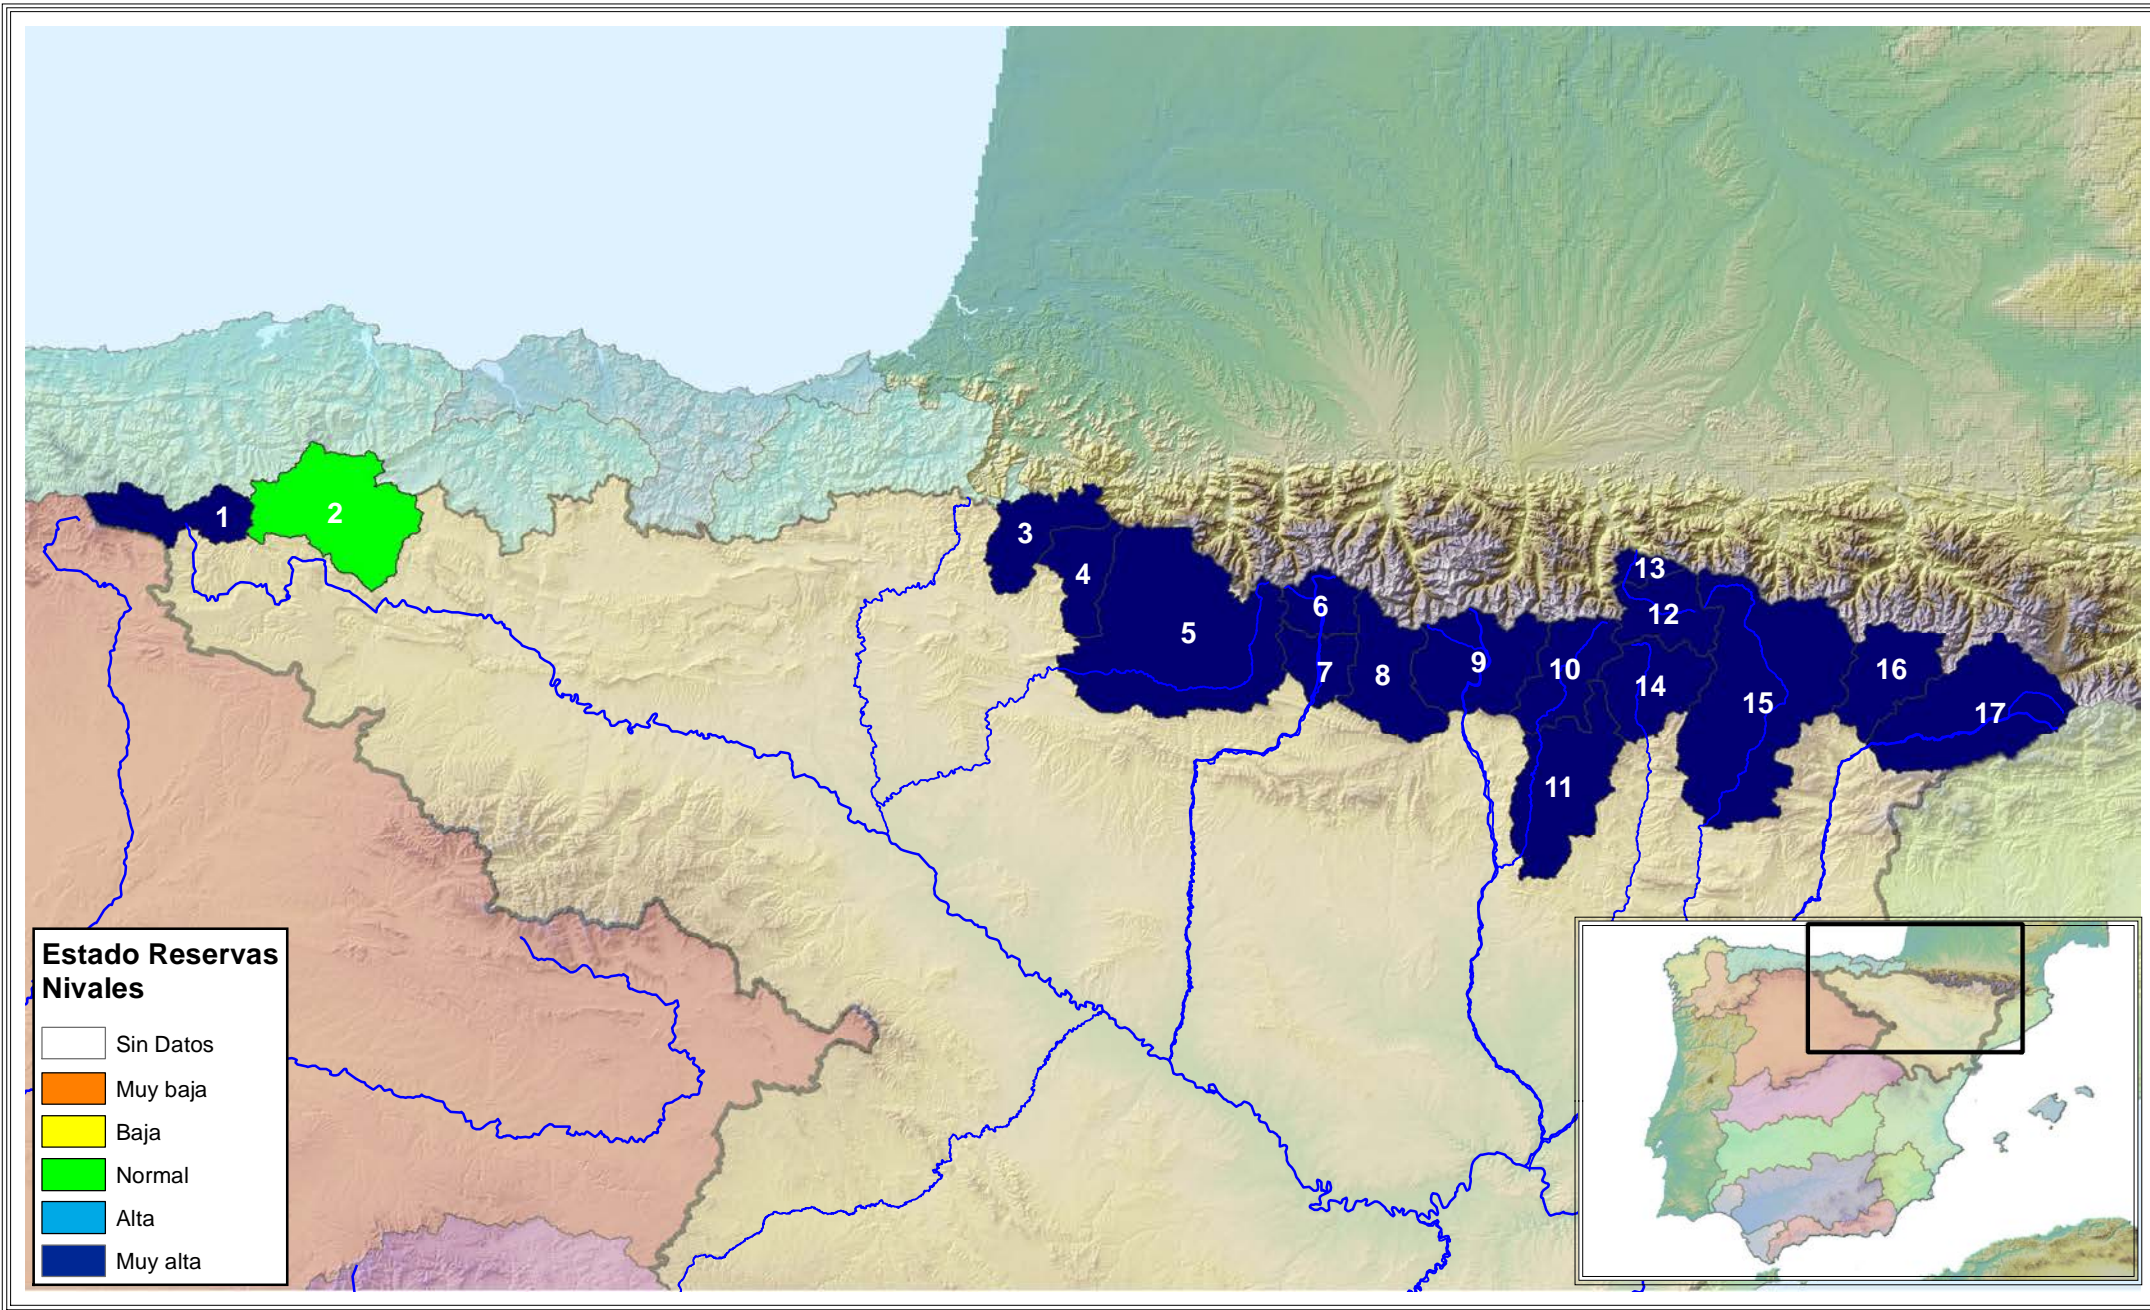 1
2
3
4
5
6
7
8
9
10
11
12
13
14
15
16
17
Estado Reservas
Nivales
Sin Datos
Muy baja
Baja
Normal
Alta
Muy alta